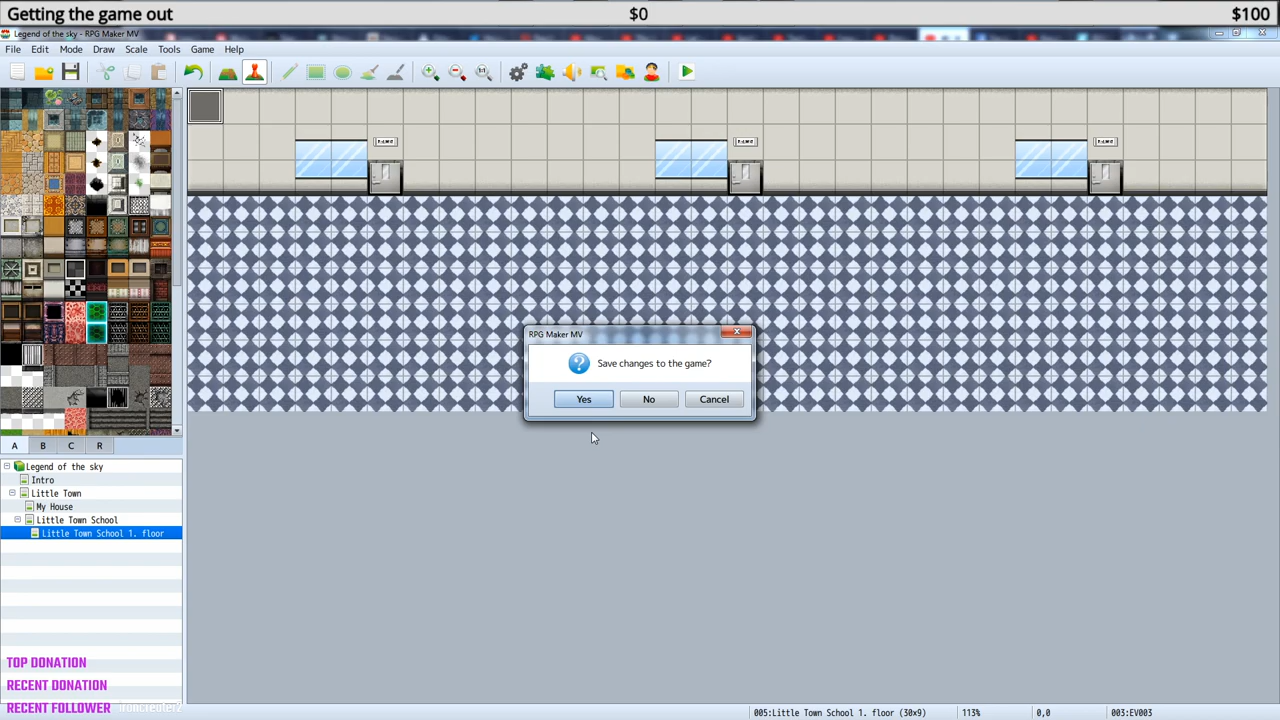 Getting the game out $0 $100
Legend of the sky - RPG Maker MV
File Edit Mode Draw Scale Tools Game Help
1:1
RPG Maker MV
Save changes to the game?
Yes No Cancel
A B C R
Legend of the sky
Intro
Little Town
My House
Little Town School
Little Town School 1. floor
TOP DONATION
RECENT DONATION
RECENT FOLLOWER
005:Little Town School 1. floor (30x9) 113% 0,0 003:EV003